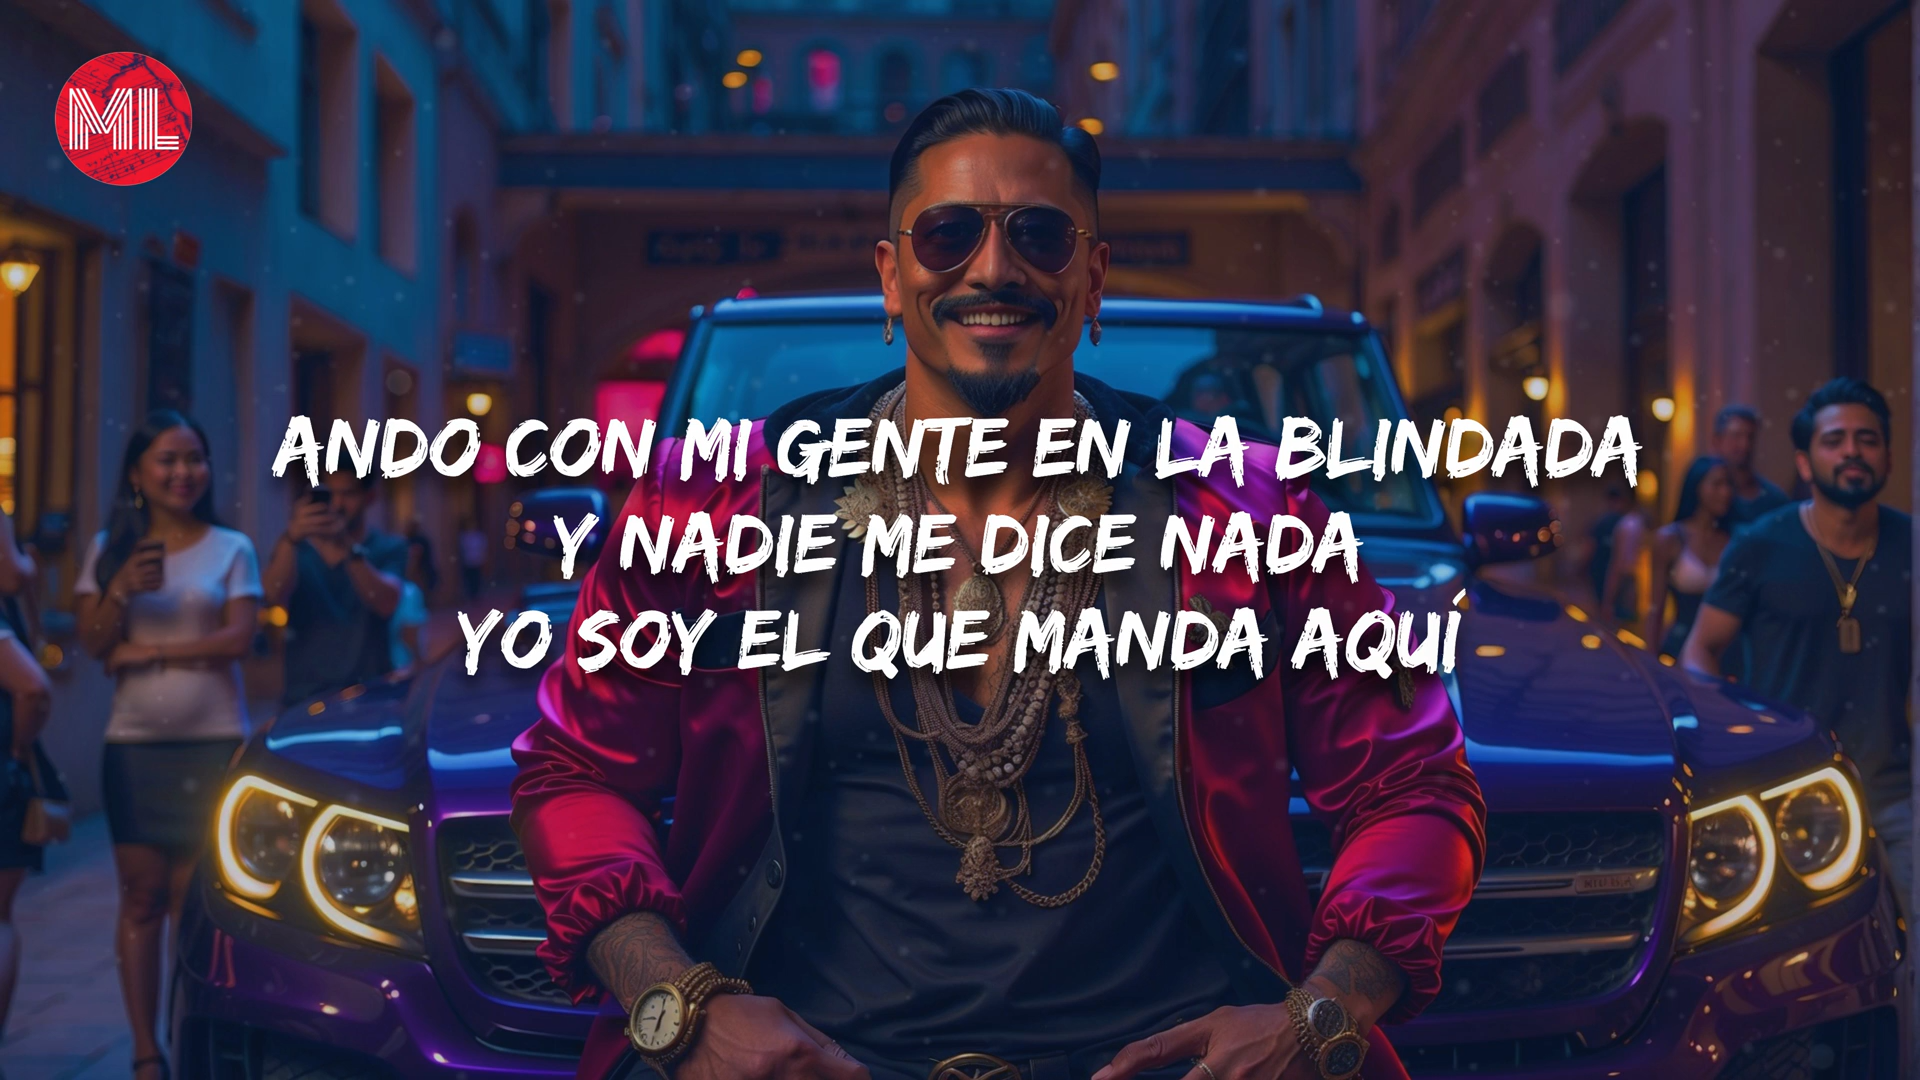 ML
ANDO CON MI GENTE EN LA BLINDADA
Y NADIE ME DICE NADA
YO SOY EL QUE MANDA AQUÍ